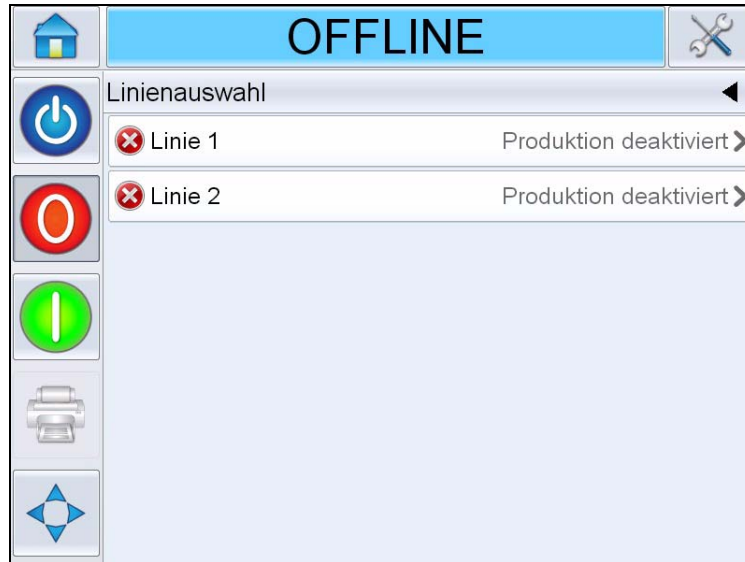 OFFLINE
Linienauswahl
Linie 1 Produktion deaktiviert
Linie 2 Produktion deaktiviert